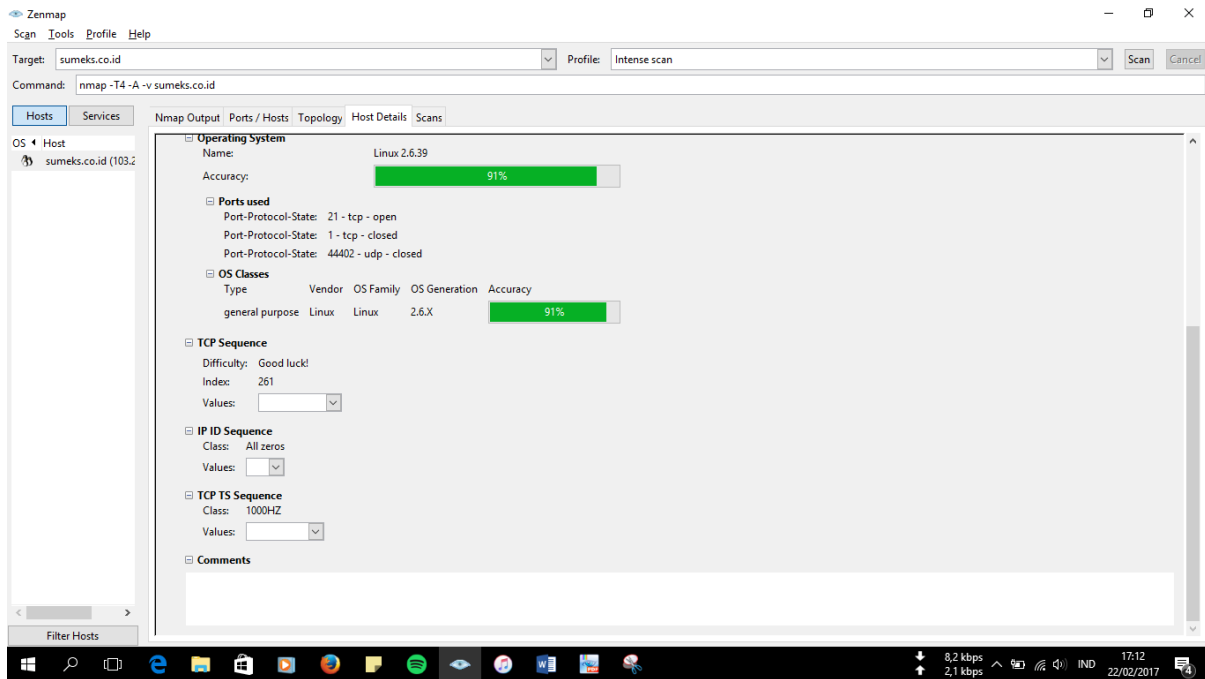 Zenmap
Scan Tools Profile Help
Target: sumeks.co.id Profile: Intense scan Scan Cancel
Command: nmap -T4 -A -v sumeks.co.id
Hosts Services Nmap Output Ports / Hosts Topology Host Details Scans
OS Host
sumeks.co.id (103.2
Operating System
Name: Linux 2.6.39
Accuracy: 91%
Ports used
Port-Protocol-State: 21 - tcp - open
Port-Protocol-State: 1 - tcp - closed
Port-Protocol-State: 44402 - udp - closed
OS Classes
Type Vendor OS Family OS Generation Accuracy
general purpose Linux Linux 2.6.X 91%
TCP Sequence
Difficulty: Good luck!
Index: 261
Values:
IP ID Sequence
Class: All zeros
Values:
TCP TS Sequence
Class: 1000HZ
Values:
Comments
Filter Hosts
8,2 kbps
2,1 kbps
IND
17:12
22/02/2017
4